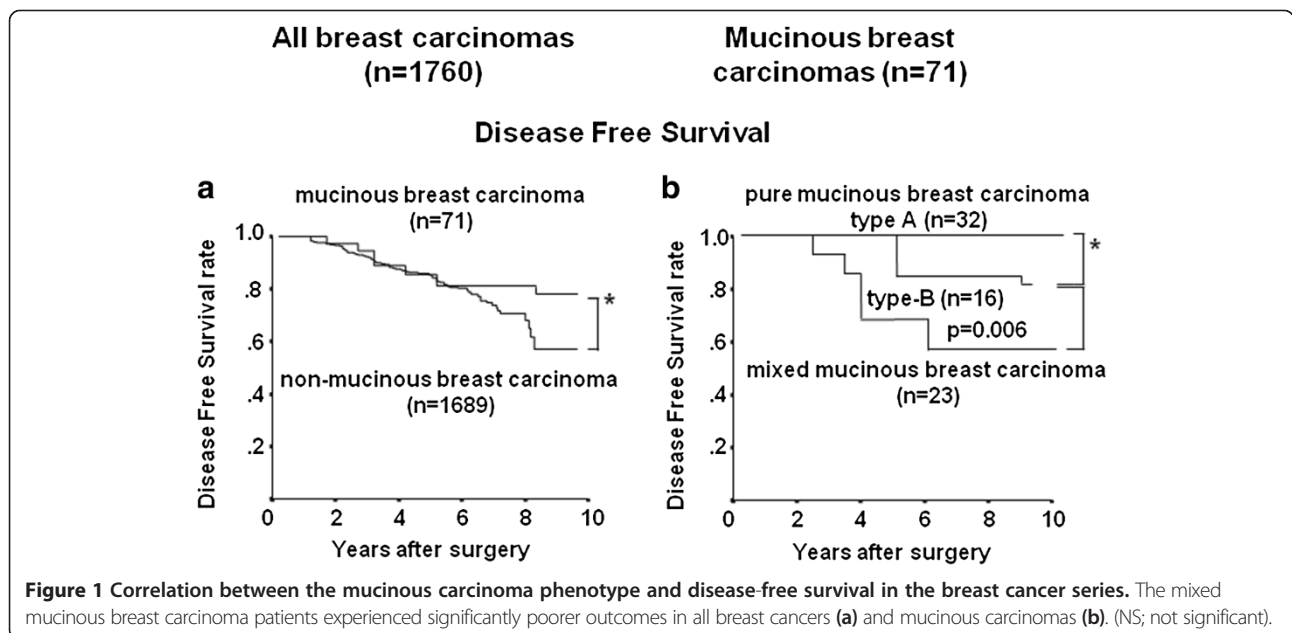 All breast carcinomas
(n=1760)
Mucinous breast
carcinomas (n=71)
Disease Free Survival
a
mucinous breast carcinoma
(n=71)
Disease Free Survival rate
1.0
.8
.6
.4
.2
*
non-mucinous breast carcinoma
(n=1689)
0 2 4 6 8 10
Years after surgery
b
pure mucinous breast carcinoma
type A (n=32)
Disease Free Survival rate
1.0
.8
.6
.4
.2
*
type-B (n=16)
p=0.006
mixed mucinous breast carcinoma
(n=23)
0 2 4 6 8 10
Years after surgery
Figure 1 Correlation between the mucinous carcinoma phenotype and disease-free survival in the breast cancer series. The mixed
mucinous breast carcinoma patients experienced significantly poorer outcomes in all breast cancers (a) and mucinous carcinomas (b). (NS; not significant).